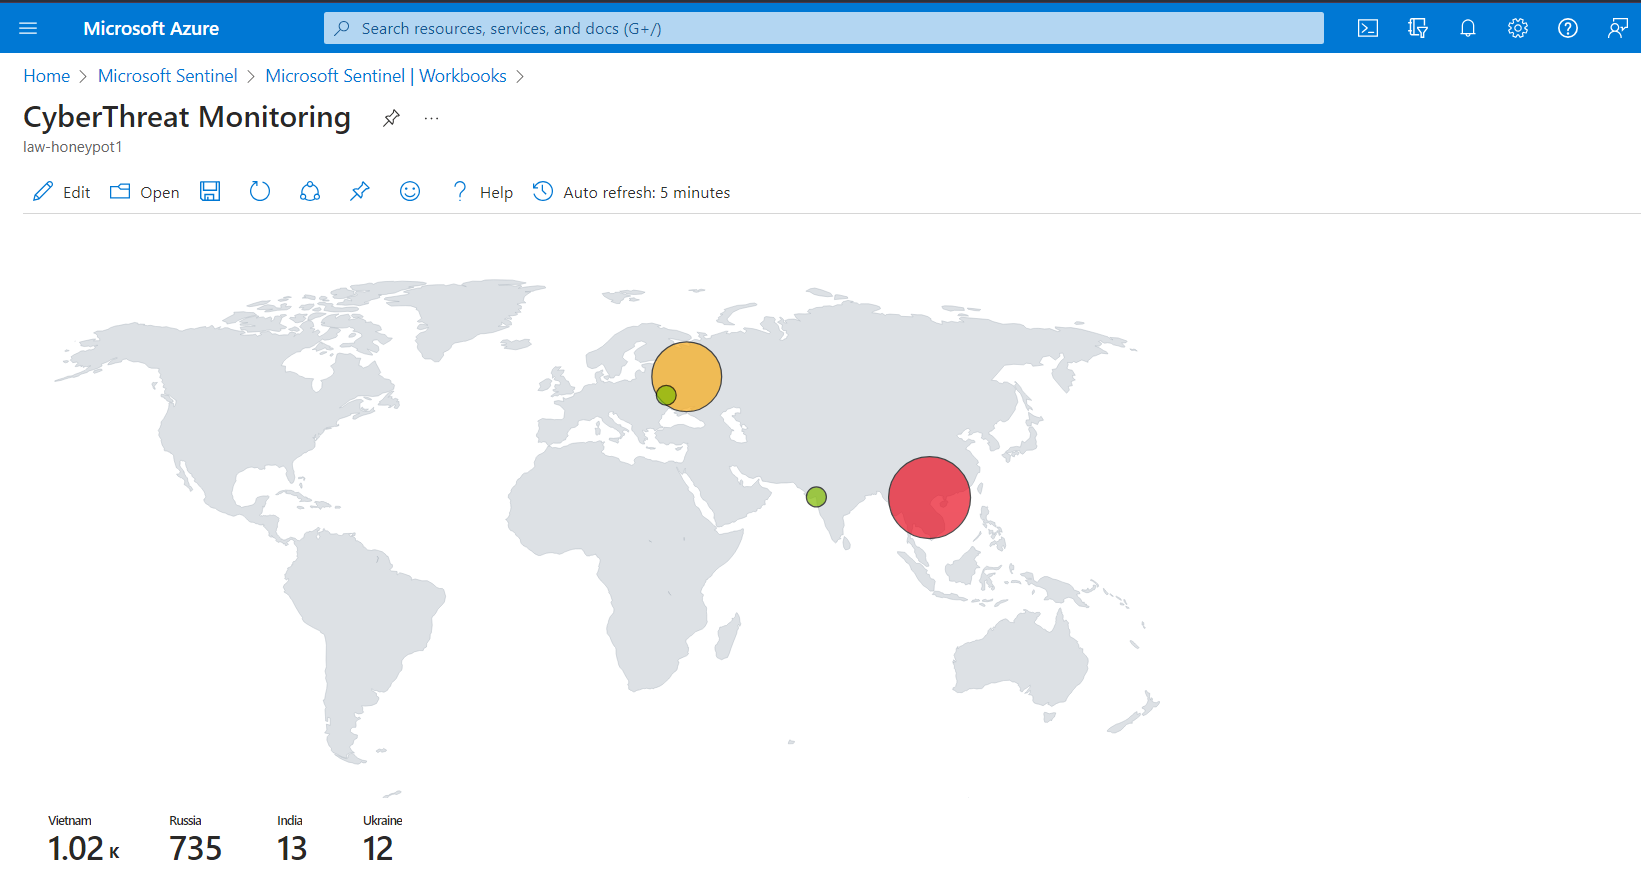 Microsoft Azure
Search resources, services, and docs (G+/)
Home > Microsoft Sentinel > Microsoft Sentinel | Workbooks >
CyberThreat Monitoring
law-honeypot1
Edit Open Help Auto refresh: 5 minutes
Vietnam Russia India Ukraine
1.02 K 735 13 12